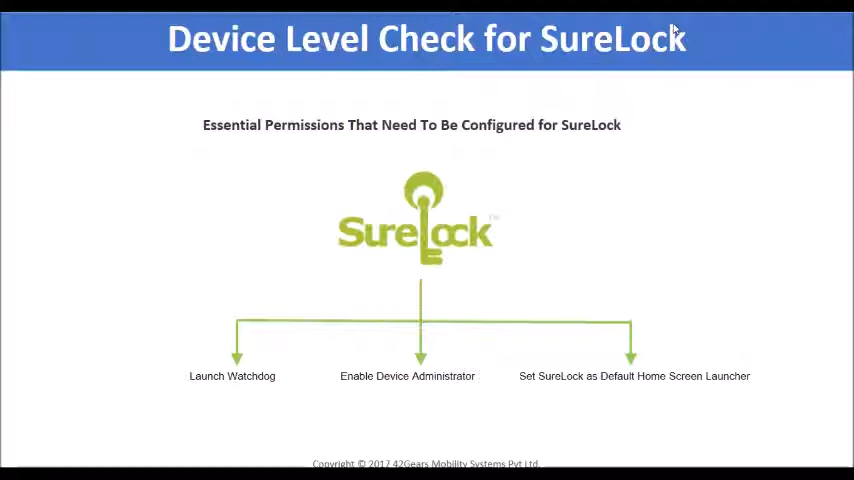 Device Level Check for SureLock
Essential Permissions That Need To Be Configured for SureLock
SureLock™
Launch Watchdog
Enable Device Administrator
Set SureLock as Default Home Screen Launcher
Copyright © 2017 42Gears Mobility Systems Pvt Ltd.